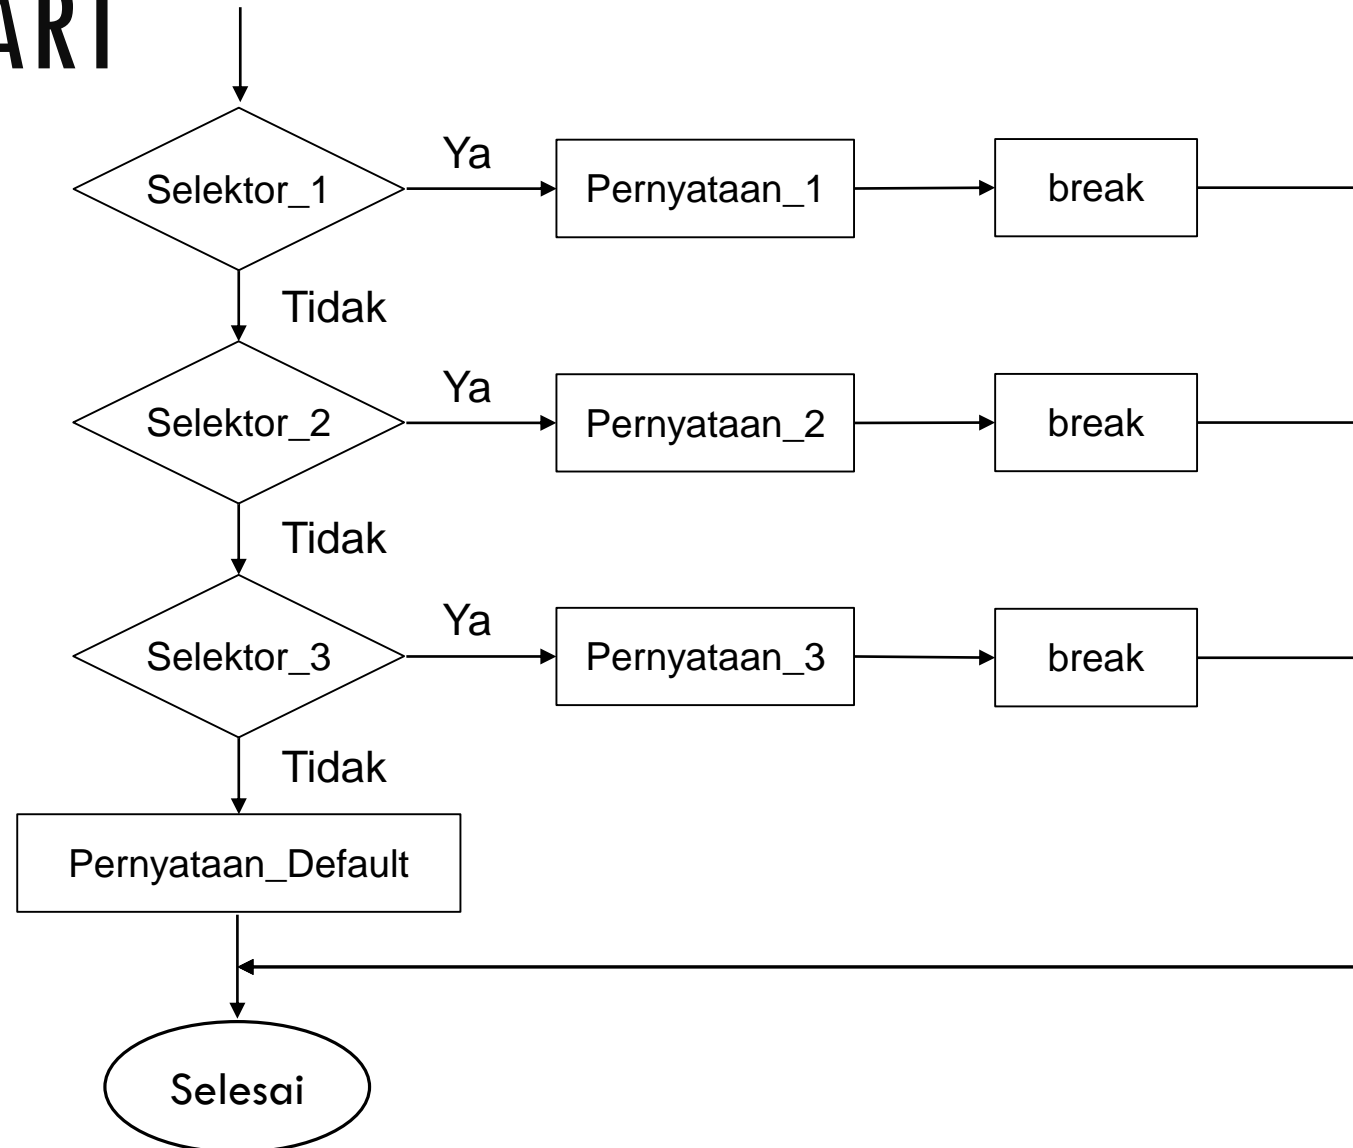 ART
Selektor_1
Ya
Pernyataan_1
break
Tidak
Selektor_2
Ya
Pernyataan_2
break
Tidak
Selektor_3
Ya
Pernyataan_3
break
Tidak
Pernyataan_Default
Selesai